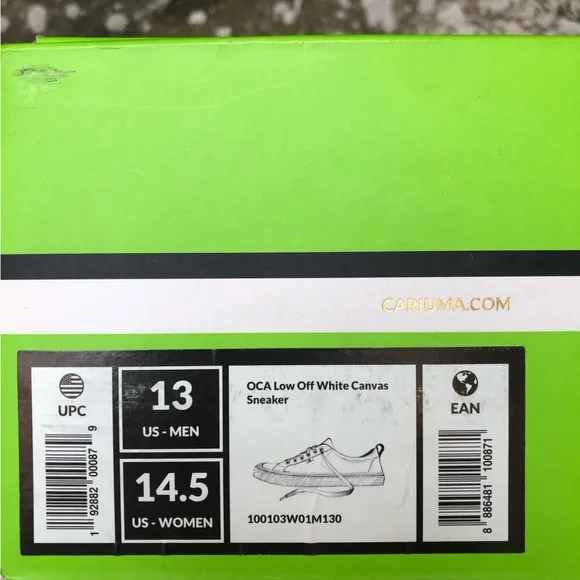 CARIUMA.COM
UPC
1 92882 00087 9
13
US - MEN
14.5
US - WOMEN
OCA Low Off White Canvas
Sneaker
100103W01M130
EAN
8 886481 100871